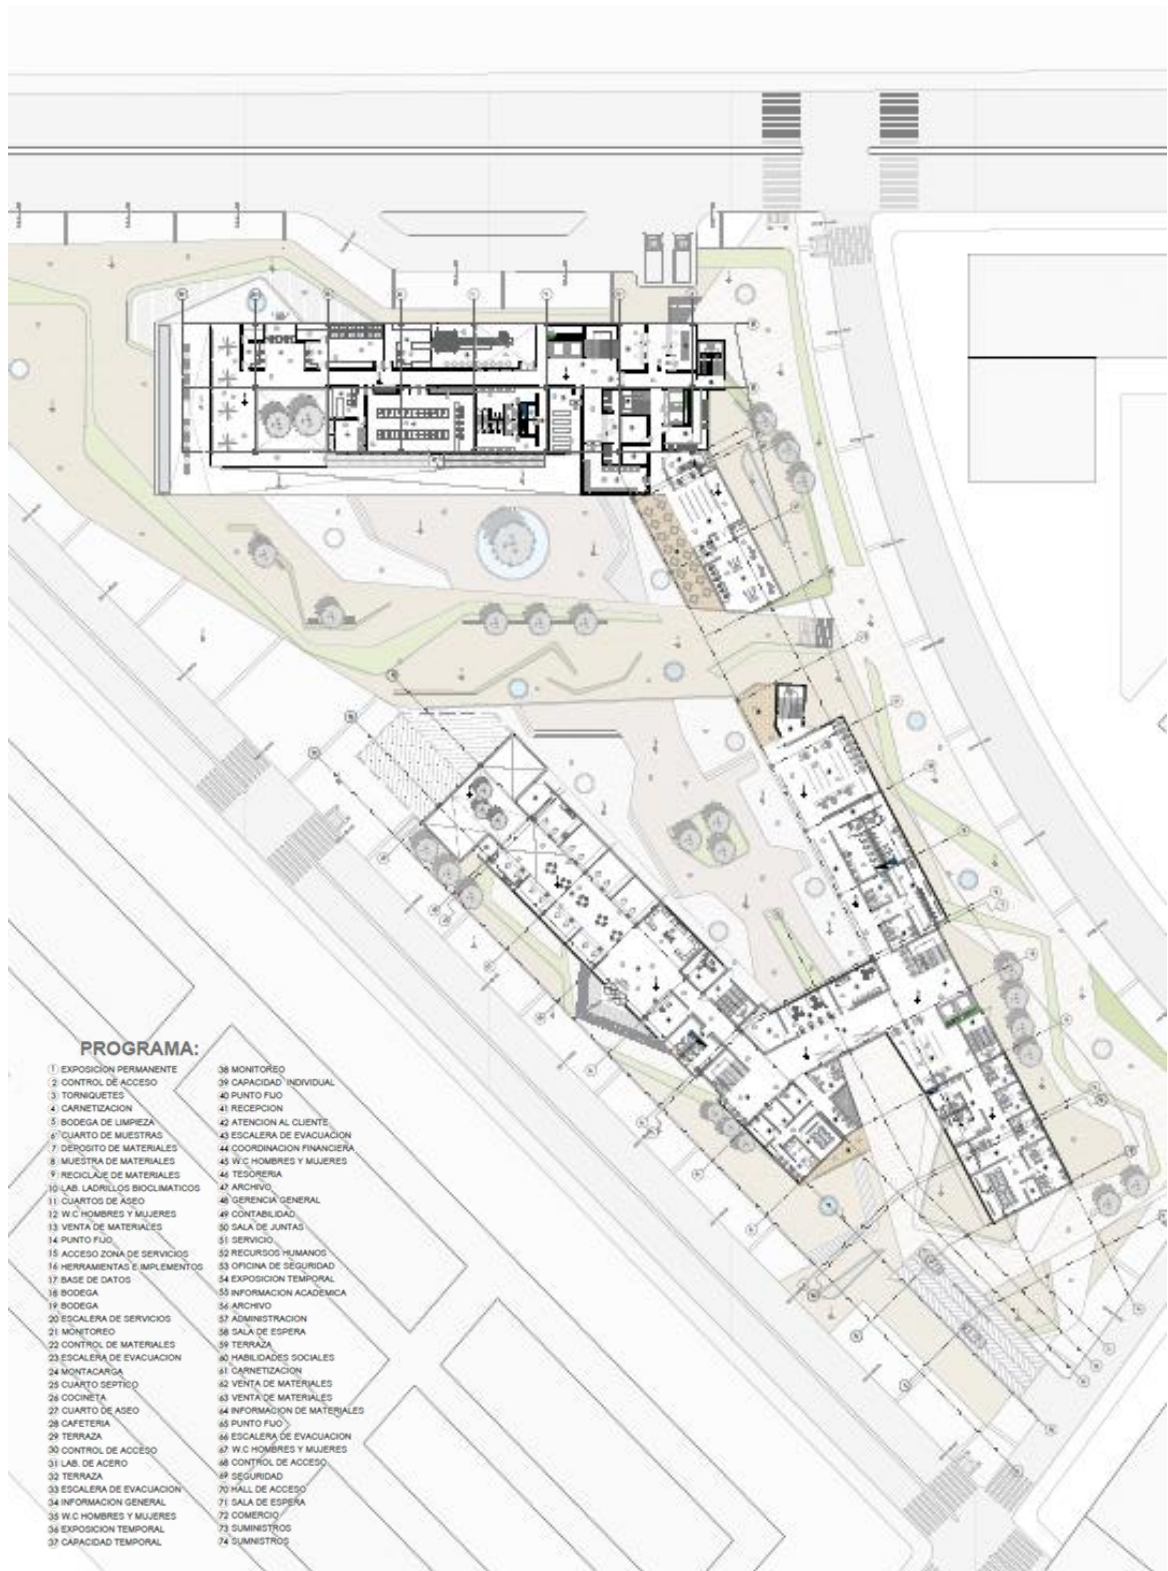 PROGRAMA:
1 EXPOSICION PERMANENTE
2 CONTROL DE ACCESO
3 TORNIQUETES
4 CARNETIZACION
5 BODEGA DE LIMPIEZA
6 CUARTO DE MUESTRAS
7 DEPOSITO DE MATERIALES
8 MUESTRA DE MATERIALES
9 RECICLAJE DE MATERIALES
10 LAB. LADRILLOS BIOCLIMATICOS
11 CUARTOS DE ASEO
12 W.C HOMBRES Y MUJERES
13 VENTA DE MATERIALES
14 PUNTO FIJO
15 ACCESO ZONA DE SERVICIOS
16 HERRAMIENTAS E IMPLEMENTOS
17 BASE DE DATOS
18 BODEGA
19 BODEGA
20 ESCALERA DE SERVICIOS
21 MONITOREO
22 CONTROL DE MATERIALES
23 ESCALERA DE EVACUACION
24 MONTACARGA
25 CUARTO SEPTICO
26 COCINETA
27 CUARTO DE ASEO
28 CAFETERIA
29 TERRAZA
30 CONTROL DE ACCESO
31 LAB. DE ACERO
32 TERRAZA
33 ESCALERA DE EVACUACION
34 INFORMACION GENERAL
35 W.C HOMBRES Y MUJERES
36 EXPOSICION TEMPORAL
37 CAPACIDAD TEMPORAL
38 MONITOREO
39 CAPACIDAD INDIVIDUAL
40 PUNTO FIJO
41 RECEPCION
42 ATENCION AL CLIENTE
43 ESCALERA DE EVACUACION
44 COORDINACION FINANCIERA
45 W.C HOMBRES Y MUJERES
46 TESORERIA
47 ARCHIVO
48 GERENCIA GENERAL
49 CONTABILIDAD
50 SALA DE JUNTAS
51 SERVICIO
52 RECURSOS HUMANOS
53 OFICINA DE SEGURIDAD
54 EXPOSICION TEMPORAL
55 INFORMACION ACADEMICA
56 ARCHIVO
57 ADMINISTRACION
58 SALA DE ESPERA
59 TERRAZA
60 HABILIDADES SOCIALES
61 CARNETIZACION
62 VENTA DE MATERIALES
63 VENTA DE MATERIALES
64 INFORMACION DE MATERIALES
65 PUNTO FIJO
66 ESCALERA DE EVACUACION
67 W.C HOMBRES Y MUJERES
68 CONTROL DE ACCESO
69 SEGURIDAD
70 HALL DE ACCESO
71 SALA DE ESPERA
72 COMERCIO
73 SUMINISTROS
74 SUMNISTROS